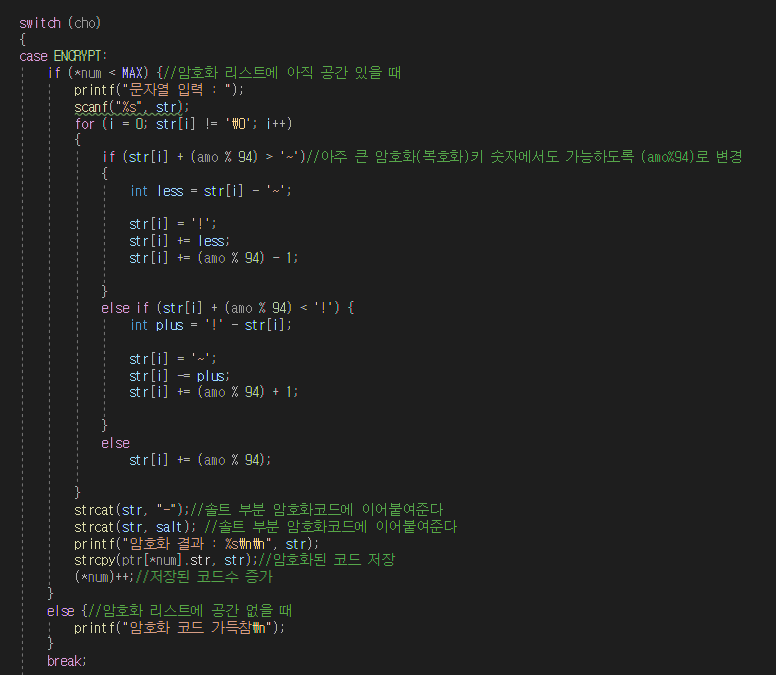 switch (cho)
{
case ENCRYPT:
if (*num < MAX) {//암호화 리스트에 아직 공간 있을 때
printf("문자열 입력 : ");
scanf("%s", str);
for (i = 0; str[i] != '₩0'; i++)
{
if (str[i] + (amo % 94) > '~')//아주 큰 암호화(복호화)키 숫자에서도 가능하도록 (amo%94)로 변경
{
int less = str[i] - '~';
str[i] = '!';
str[i] += less;
str[i] += (amo % 94) - 1;
}
else if (str[i] + (amo % 94) < '!') {
int plus = '!' - str[i];
str[i] = '~';
str[i] -= plus;
str[i] += (amo % 94) + 1;
}
else
str[i] += (amo % 94);
}
strcat(str, "-");//솔트 부분 암호화코드에 이어붙여준다
strcat(str, salt); //솔트 부분 암호화코드에 이어붙여준다
printf("암호화 결과 : %s₩n₩n", str);
strcpy(ptr[*num].str, str);//암호화된 코드 저장
(*num)++;//저장된 코드수 증가
}
else {//암호화 리스트에 공간 없을 때
printf("암호화 코드 가득참₩n");
}
break;